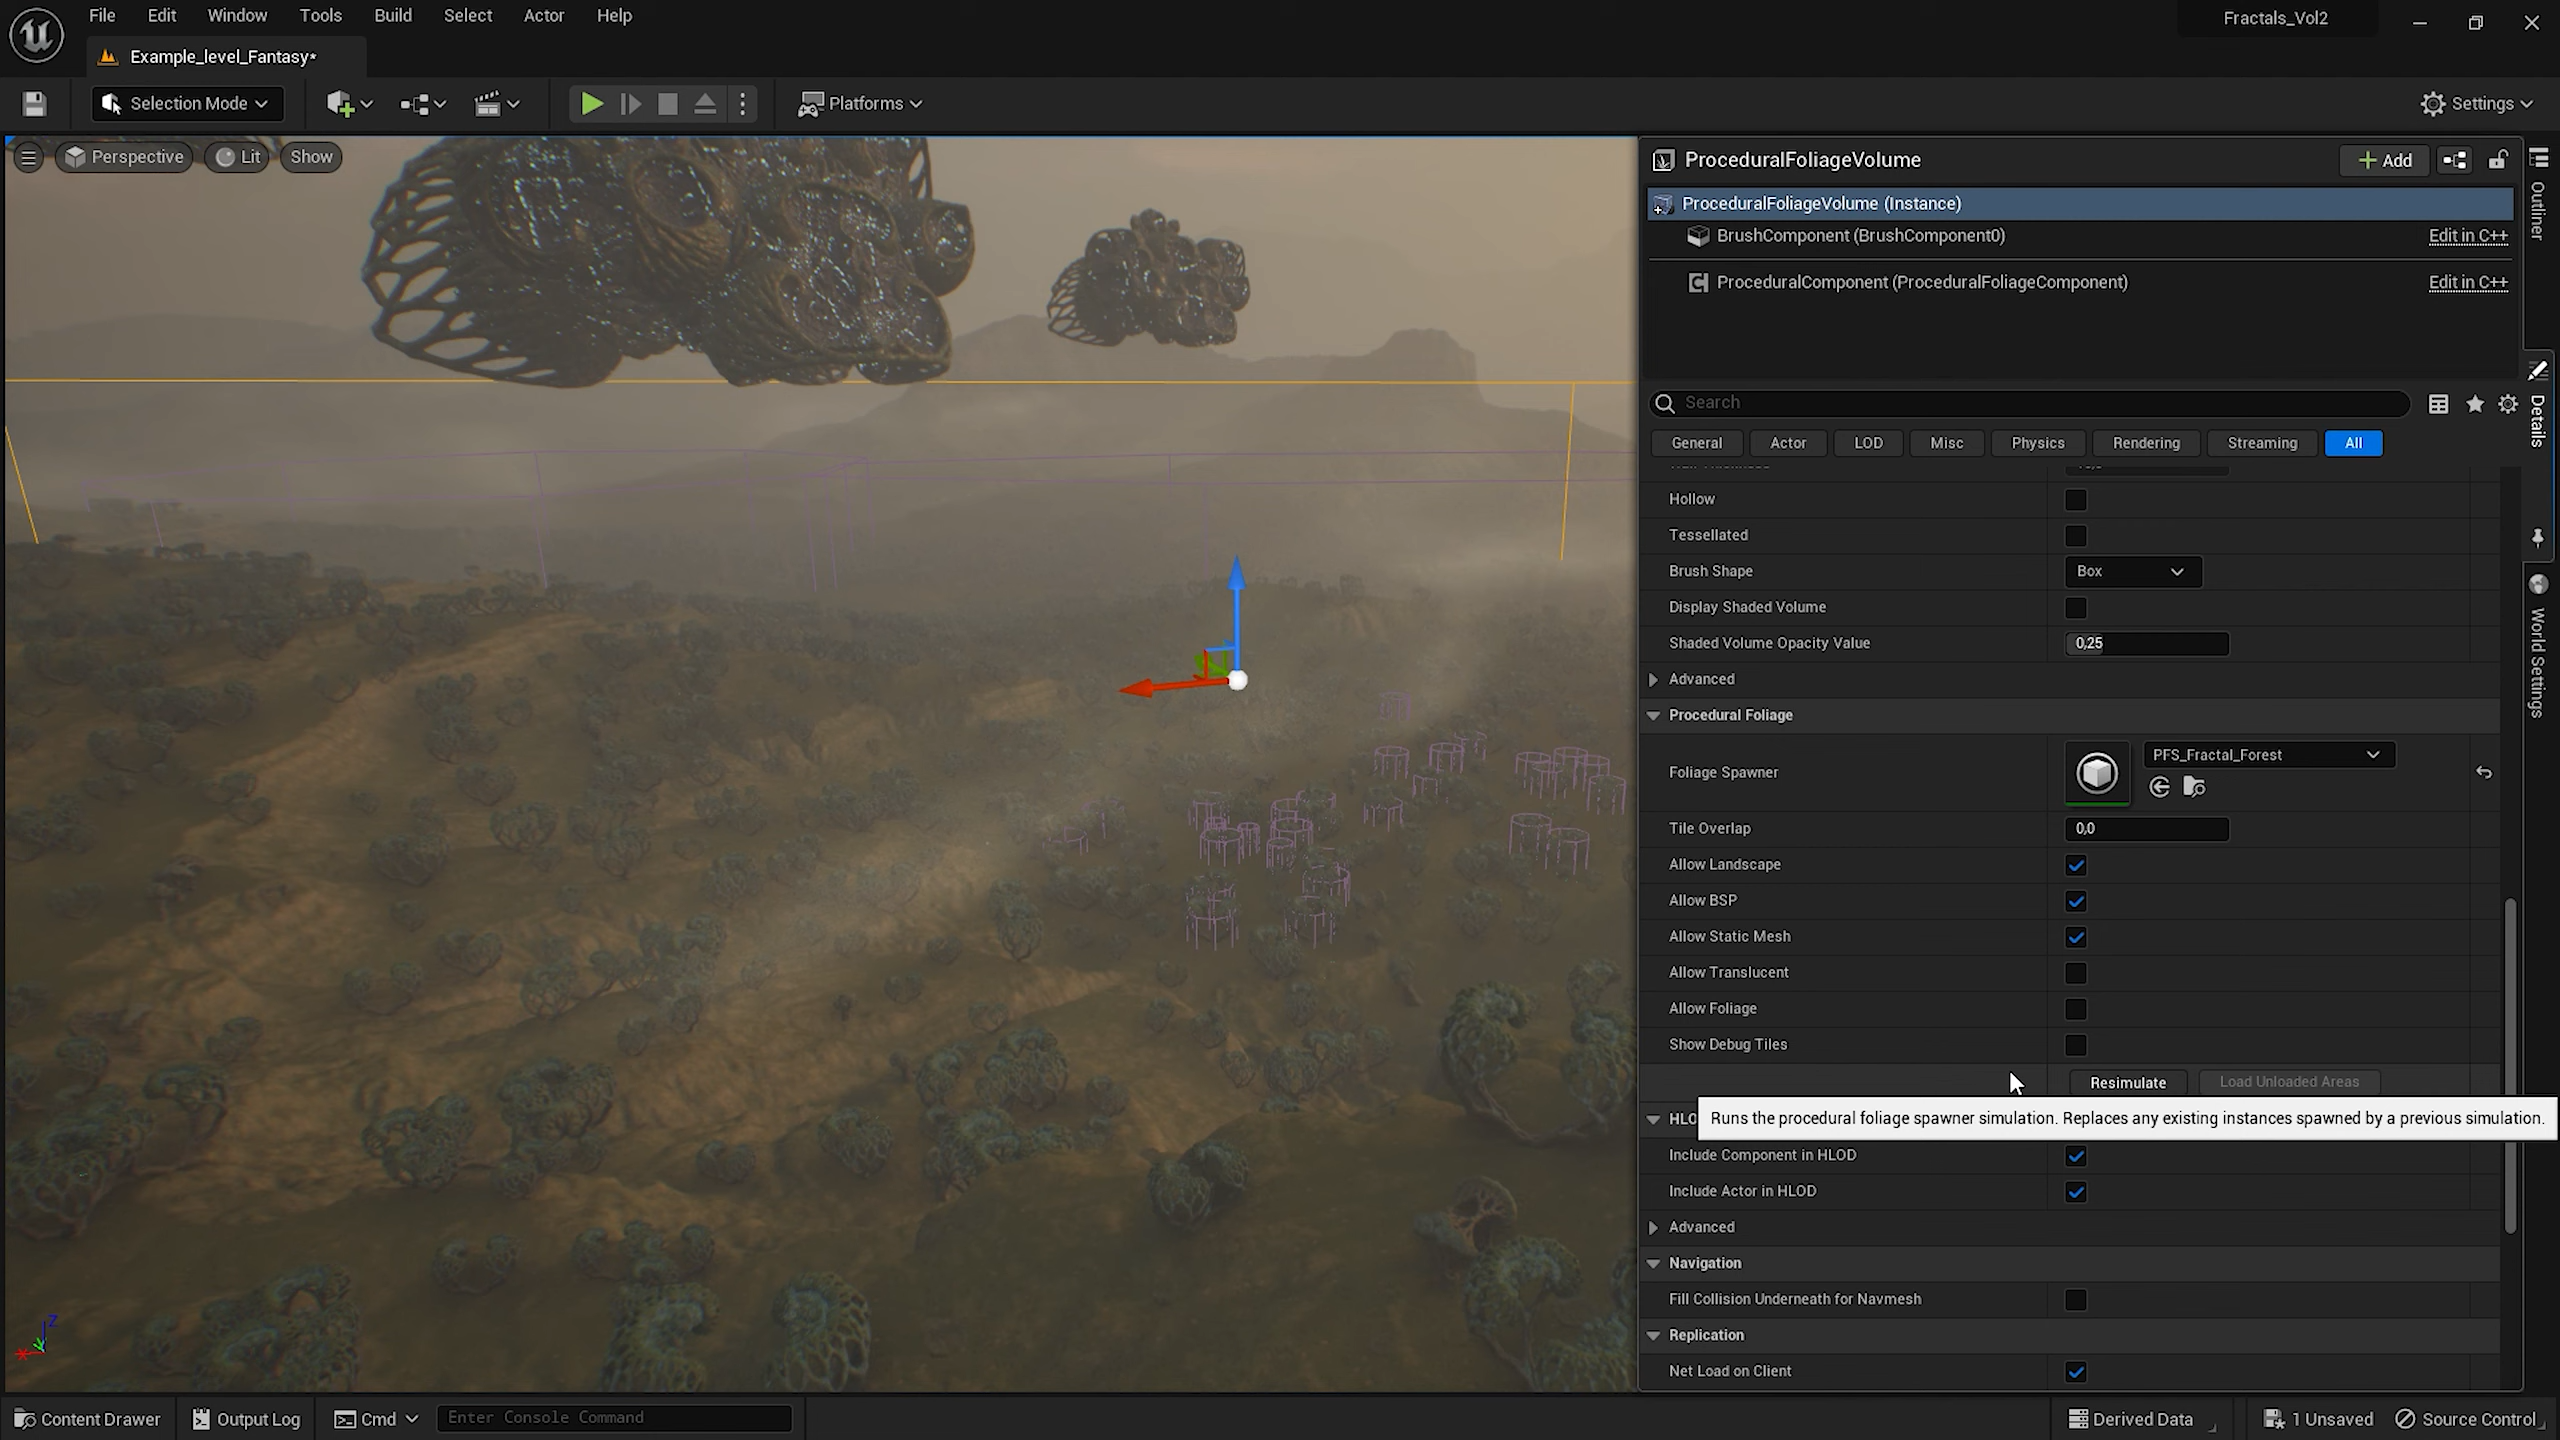 File Edit Window Tools Build Select Actor Help
Fractals_Vol2
Example_level_Fantasy*
Selection Mode
Platforms
Settings
Perspective Lit Show
ProceduralFoliageVolume
Add
ProceduralFoliageVolume (Instance)
BrushComponent (BrushComponent0) Edit in C++
ProceduralComponent (ProceduralFoliageComponent) Edit in C++
Search
General Actor LOD Misc Physics Rendering Streaming All
Hollow
Tessellated
Brush Shape Box
Display Shaded Volume
Shaded Volume Opacity Value 0,25
Advanced
Procedural Foliage
Foliage Spawner PFS_Fractal_Forest
Tile Overlap 0,0
Allow Landscape
Allow BSP
Allow Static Mesh
Allow Translucent
Allow Foliage
Show Debug Tiles
Resimulate Load Unloaded Areas
HLO
Runs the procedural foliage spawner simulation. Replaces any existing instances spawned by a previous simulation.
Include Component in HLOD
Include Actor in HLOD
Advanced
Navigation
Fill Collision Underneath for Navmesh
Replication
Net Load on Client
Outliner
Details
World Settings
Z
Content Drawer Output Log Cmd Enter Console Command
Derived Data 1 Unsaved Source Control